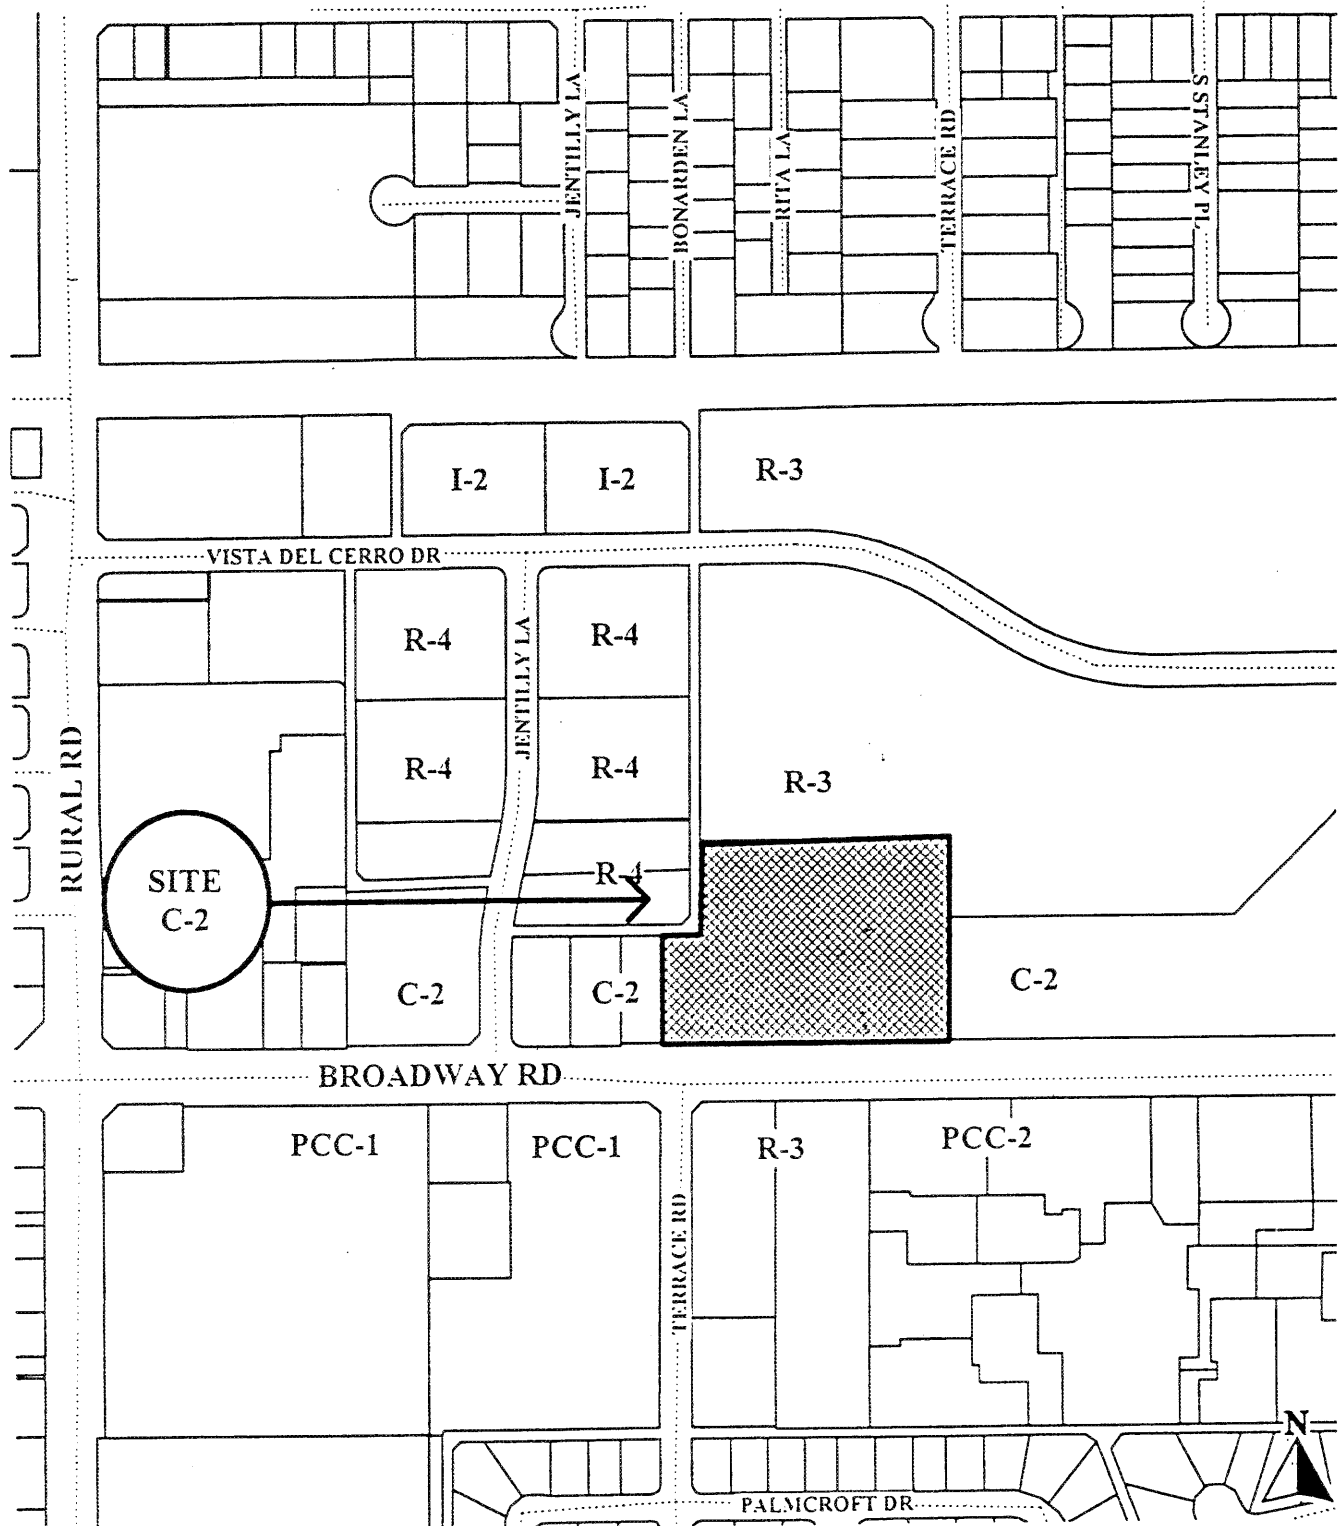 JENTILLY LA
BONARDEN LA
RITA LA
TERRACE RD
S STANLEY PL
I-2
I-2
R-3
VISTA DEL CERRO DR
R-4
R-4
JENTILLY LA
R-4
R-4
R-3
RURAL RD
SITE
C-2
R-4
C-2
C-2
C-2
BROADWAY RD
PCC-1
PCC-1
R-3
PCC-2
TERRACE RD
N
PALMCROFT DR